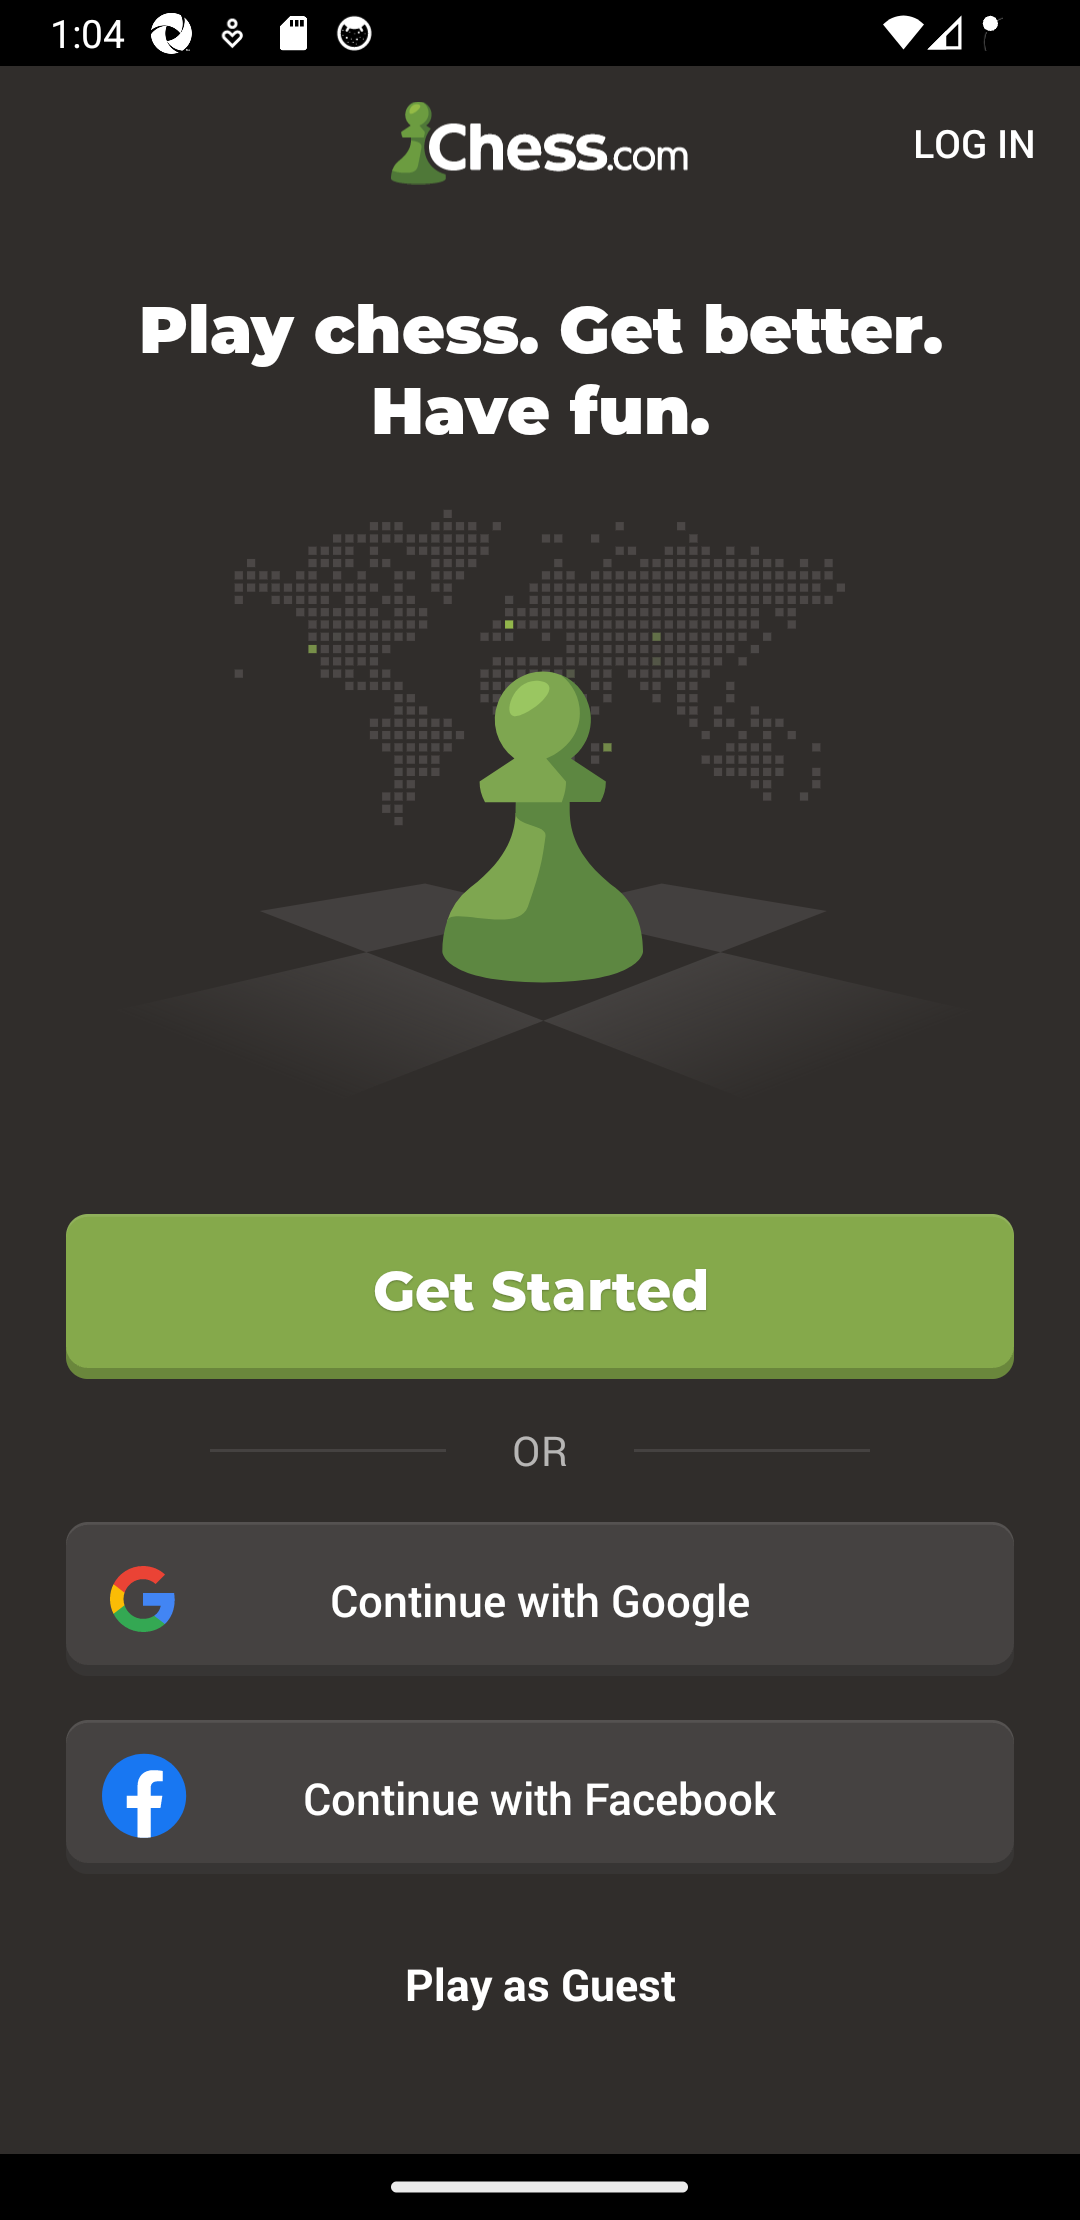 1:04
Chess.com
LOG IN
Play chess. Get better.
Have fun.
Get Started
OR
Continue with Google
Continue with Facebook
Play as Guest